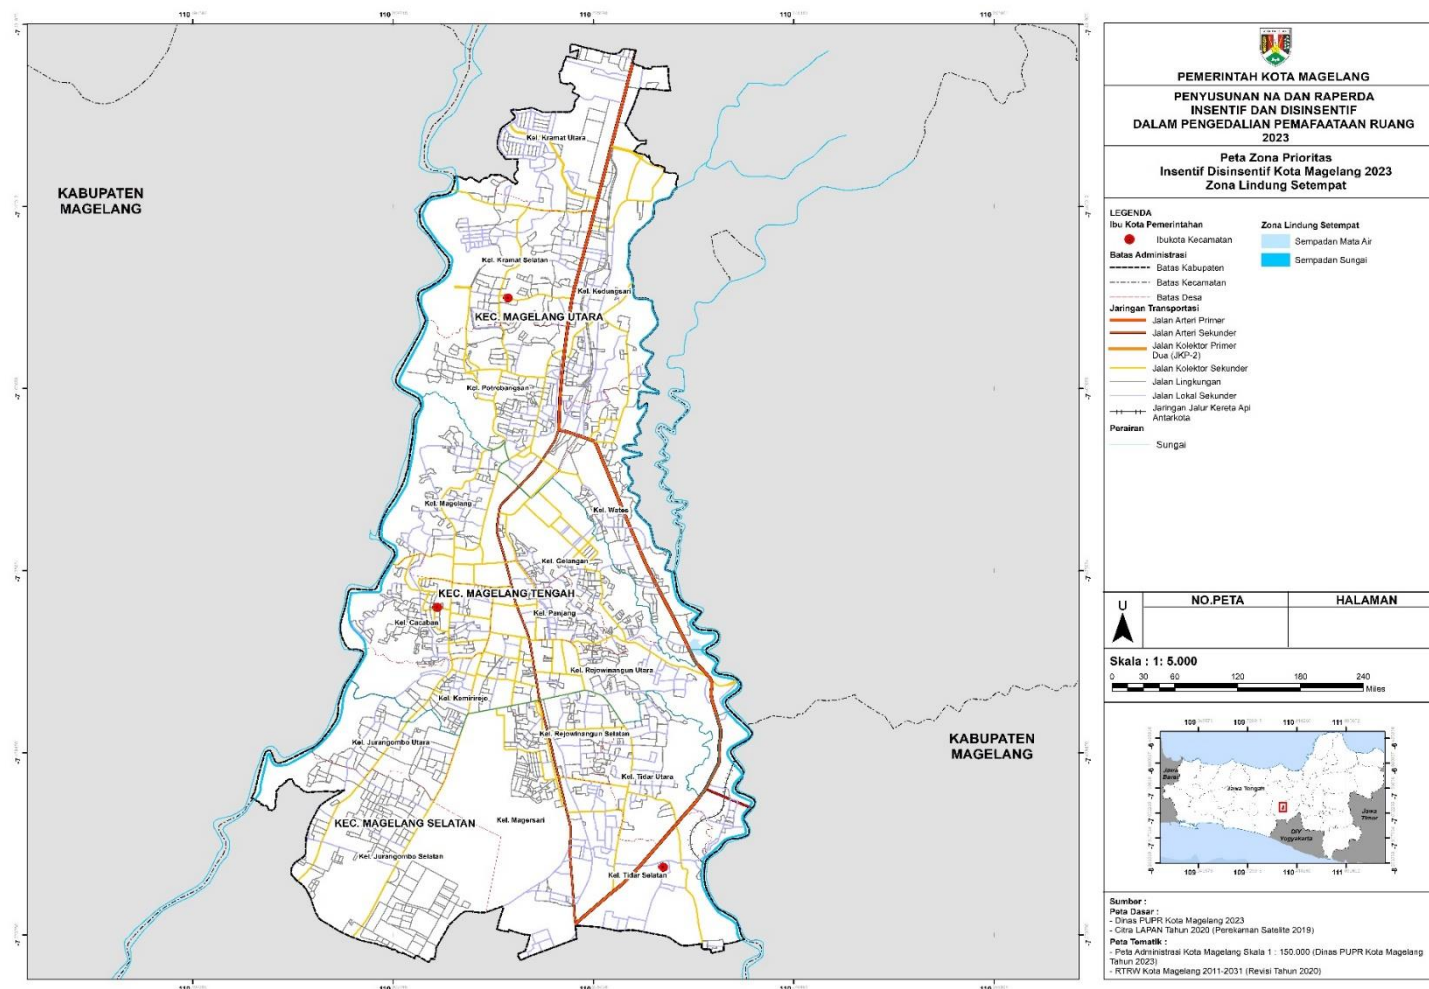 KABUPATEN
MAGELANG
KABUPATEN
MAGELANG
Kel. Kramat Utara
Kel. Kramat Selatan
Kel. Kedungsari
KEC. MAGELANG UTARA
Kel. Potrobangsan
Kel. Magelang
Kel. Wates
Kel. Gelangan
KEC. MAGELANG TENGAH
Kel. Panjang
Kel. Cacaban
Kel. Rejowinangun Utara
Kel. Kemirirejo
Kel. Rejowinangun Selatan
Kel. Jurangombo Utara
Kel. Tidar Utara
Kel. Magersari
KEC. MAGELANG SELATAN
Kel. Jurangombo Selatan
Kel. Tidar Selatan
PEMERINTAH KOTA MAGELANG
PENYUSUNAN NA DAN RAPERDA
INSENTIF DAN DISINSENTIF
DALAM PENGEDALIAN PEMAFAATAAN RUANG
2023
Peta Zona Prioritas
Insentif Disinsentif Kota Magelang 2023
Zona Lindung Setempat
LEGENDA
Ibu Kota Pemerintahan
Ibukota Kecamatan
Batas Administrasi
Batas Kabupaten
Batas Kecamatan
Batas Desa
Jaringan Transportasi
Jalan Arteri Primer
Jalan Arteri Sekunder
Jalan Kolektor Primer
Dua (JKP-2)
Jalan Kolektor Sekunder
Jalan Lingkungan
Jalan Lokal Sekunder
Jaringan Jalur Kereta Api
Antarkota
Perairan
Sungai
Zona Lindung Setempat
Sempadan Mata Air
Sempadan Sungai
U
NO.PETA
HALAMAN
Skala : 1: 5.000
0 30 60 120 180 240
Miles
Jawa
Barat
Jawa Tengah
DIY
Yogyakarta
Jawa
Timur
Sumber :
Peta Dasar :
- Dinas PUPR Kota Magelang 2023
- Citra LAPAN Tahun 2020 (Perekaman Satelite 2019)
Peta Tematik :
- Peta Administrasi Kota Magelang Skala 1 : 150.000 (Dinas PUPR Kota Magelang
Tahun 2023)
- RTRW Kota Magelang 2011-2031 (Revisi Tahun 2020)